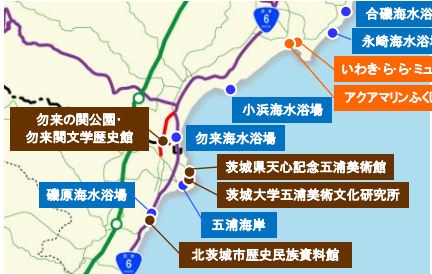 合磯海水浴
永崎海水浴
6
いわき・ら・ら・ミュ
アクアマリンふく
小浜海水浴場
勿来の関公園・
勿来関文学歴史館
勿来海水浴場
茨城県天心記念五浦美術館
茨城大学五浦美術文化研究所
磯原海水浴場
五浦海岸
北茨城市歴史民族資料館
6